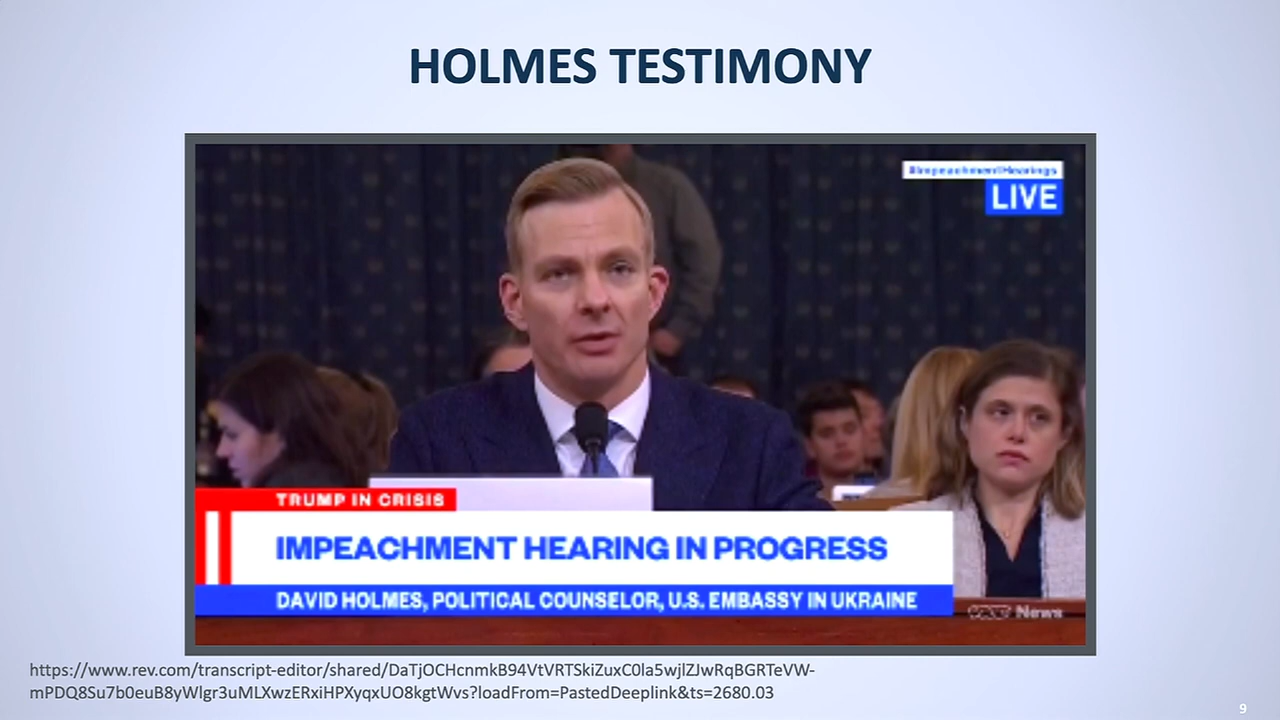 HOLMES TESTIMONY
#ImpeachmentHearings
LIVE
TRUMP IN CRISIS
IMPEACHMENT HEARING IN PROGRESS
DAVID HOLMES, POLITICAL COUNSELOR, U.S. EMBASSY IN UKRAINE
News
https://www.rev.com/transcript-editor/shared/DaTjOCHcnmkB94VtVRTSkiZuxC0la5wjlZJwRqBGRTeVW-
mPDQ8Su7b0euB8yWlgr3uMLXwzERxiHPXyqxUO8kgtWvs?loadFrom=PastedDeeplink&ts=2680.03
9